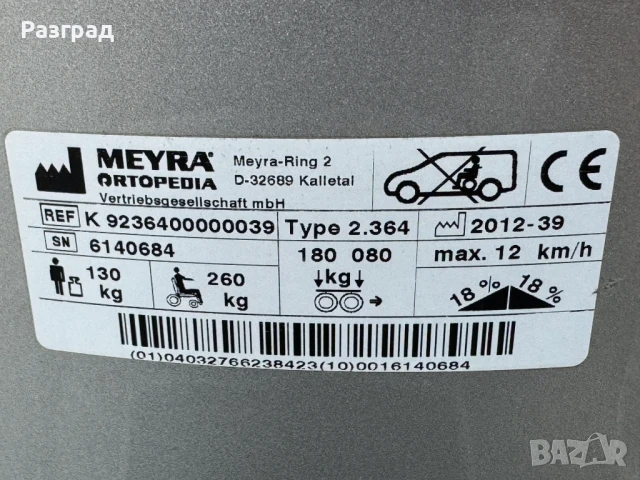 Разград
MEYRA®
ORTOPEDIA
Vertriebsgesellschaft mbH
Meyra-Ring 2
D-32689 Kalletal
CE
REF K 9236400000039
Type 2.364
2012-39
SN 6140684
180 080
kg
max. 12 km/h
130
kg
260
kg
18 % 18 %
(01)04032766238423(10)0016140684
BAZAR